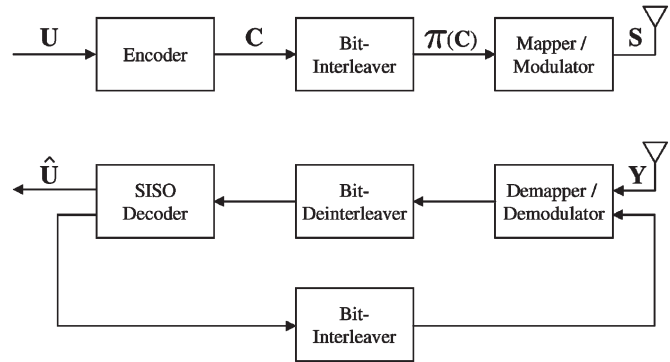 U
Encoder
C
Bit-
Interleaver
π(C)
Mapper /
Modulator
S
Û
SISO
Decoder
Bit-
Deinterleaver
Demapper /
Demodulator
Y
Bit-
Interleaver